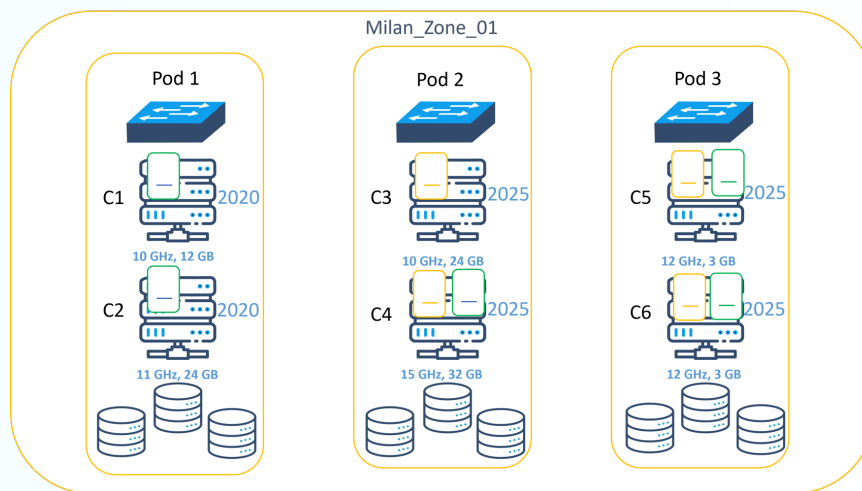 Milan_Zone_01
Pod 1
C1
2020
10 GHz, 12 GB
C2
2020
11 GHz, 24 GB
Pod 2
C3
2025
10 GHz, 24 GB
C4
2025
15 GHz, 32 GB
Pod 3
C5
2025
12 GHz, 3 GB
C6
2025
12 GHz, 3 GB